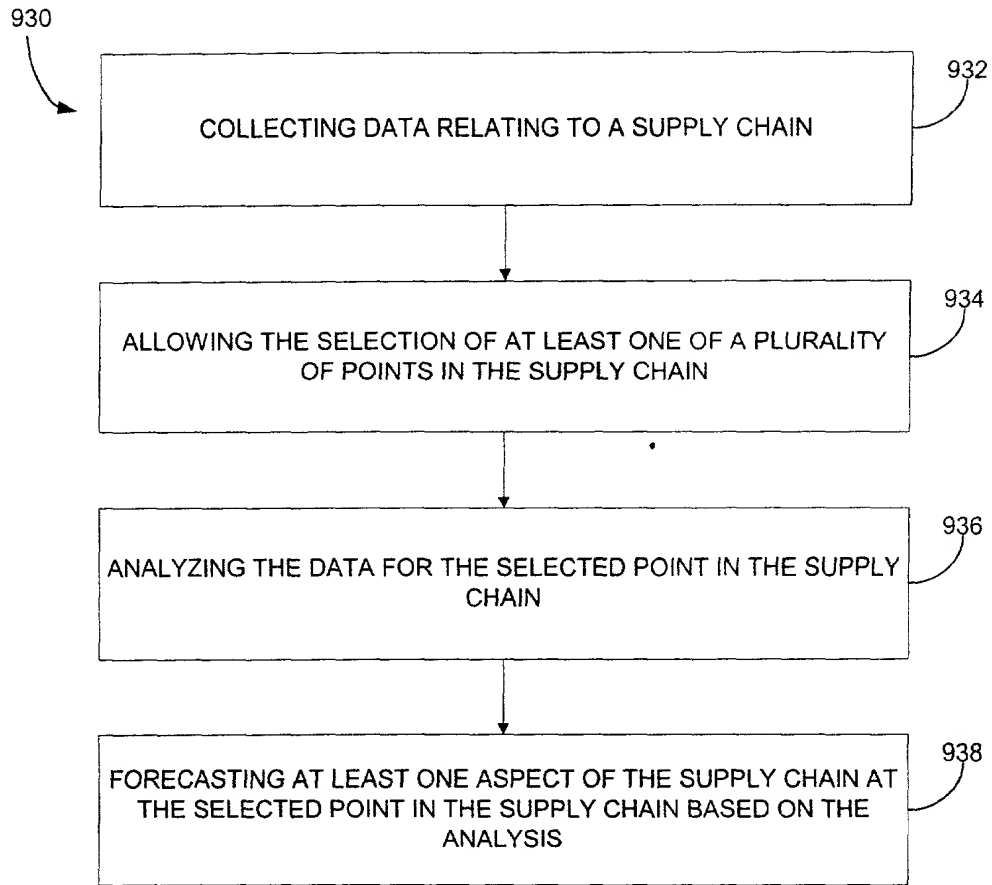 930
932
COLLECTING DATA RELATING TO A SUPPLY CHAIN
934
ALLOWING THE SELECTION OF AT LEAST ONE OF A PLURALITY
OF POINTS IN THE SUPPLY CHAIN
936
ANALYZING THE DATA FOR THE SELECTED POINT IN THE SUPPLY
CHAIN
938
FORECASTING AT LEAST ONE ASPECT OF THE SUPPLY CHAIN AT
THE SELECTED POINT IN THE SUPPLY CHAIN BASED ON THE
ANALYSIS